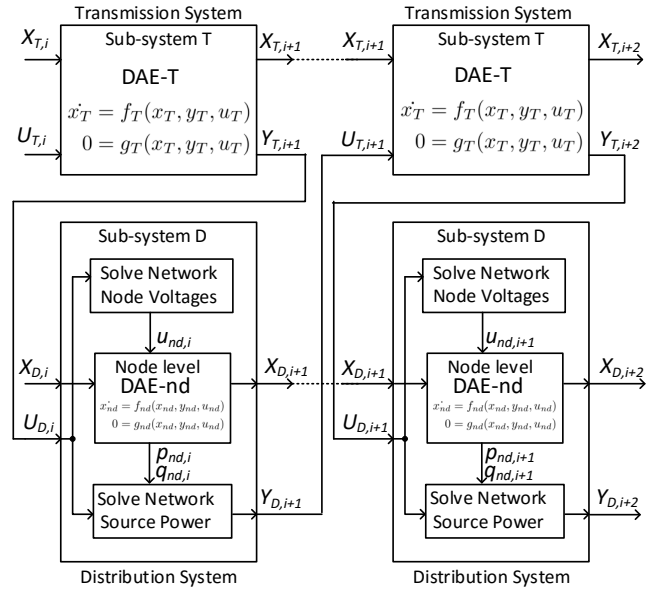 Transmission System
Transmission System
Sub-system T
Sub-system T
X_{T,i}
X_{T,i+1}
X_{T,i+1}
X_{T,i+2}
DAE-T
DAE-T
ẋ_T = f_T(x_T, y_T, u_T)
ẋ_T = f_T(x_T, y_T, u_T)
U_{T,i}
Y_{T,i+1}
U_{T,i+1}
Y_{T,i+2}
0 = g_T(x_T, y_T, u_T)
0 = g_T(x_T, y_T, u_T)
Sub-system D
Sub-system D
Solve Network
Node Voltages
Solve Network
Node Voltages
u_{nd,i}
u_{nd,i+1}
X_{D,i}
Node level
DAE-nd
ẋ_{nd} = f_{nd}(x_{nd}, y_{nd}, u_{nd})
0 = g_{nd}(x_{nd}, y_{nd}, u_{nd})
X_{D,i+1}
X_{D,i+1}
Node level
DAE-nd
ẋ_{nd} = f_{nd}(x_{nd}, y_{nd}, u_{nd})
0 = g_{nd}(x_{nd}, y_{nd}, u_{nd})
X_{D,i+2}
U_{D,i}
U_{D,i+1}
p_{nd,i}
q_{nd,i}
p_{nd,i+1}
q_{nd,i+1}
Solve Network
Source Power
Y_{D,i+1}
Solve Network
Source Power
Y_{D,i+2}
Distribution System
Distribution System